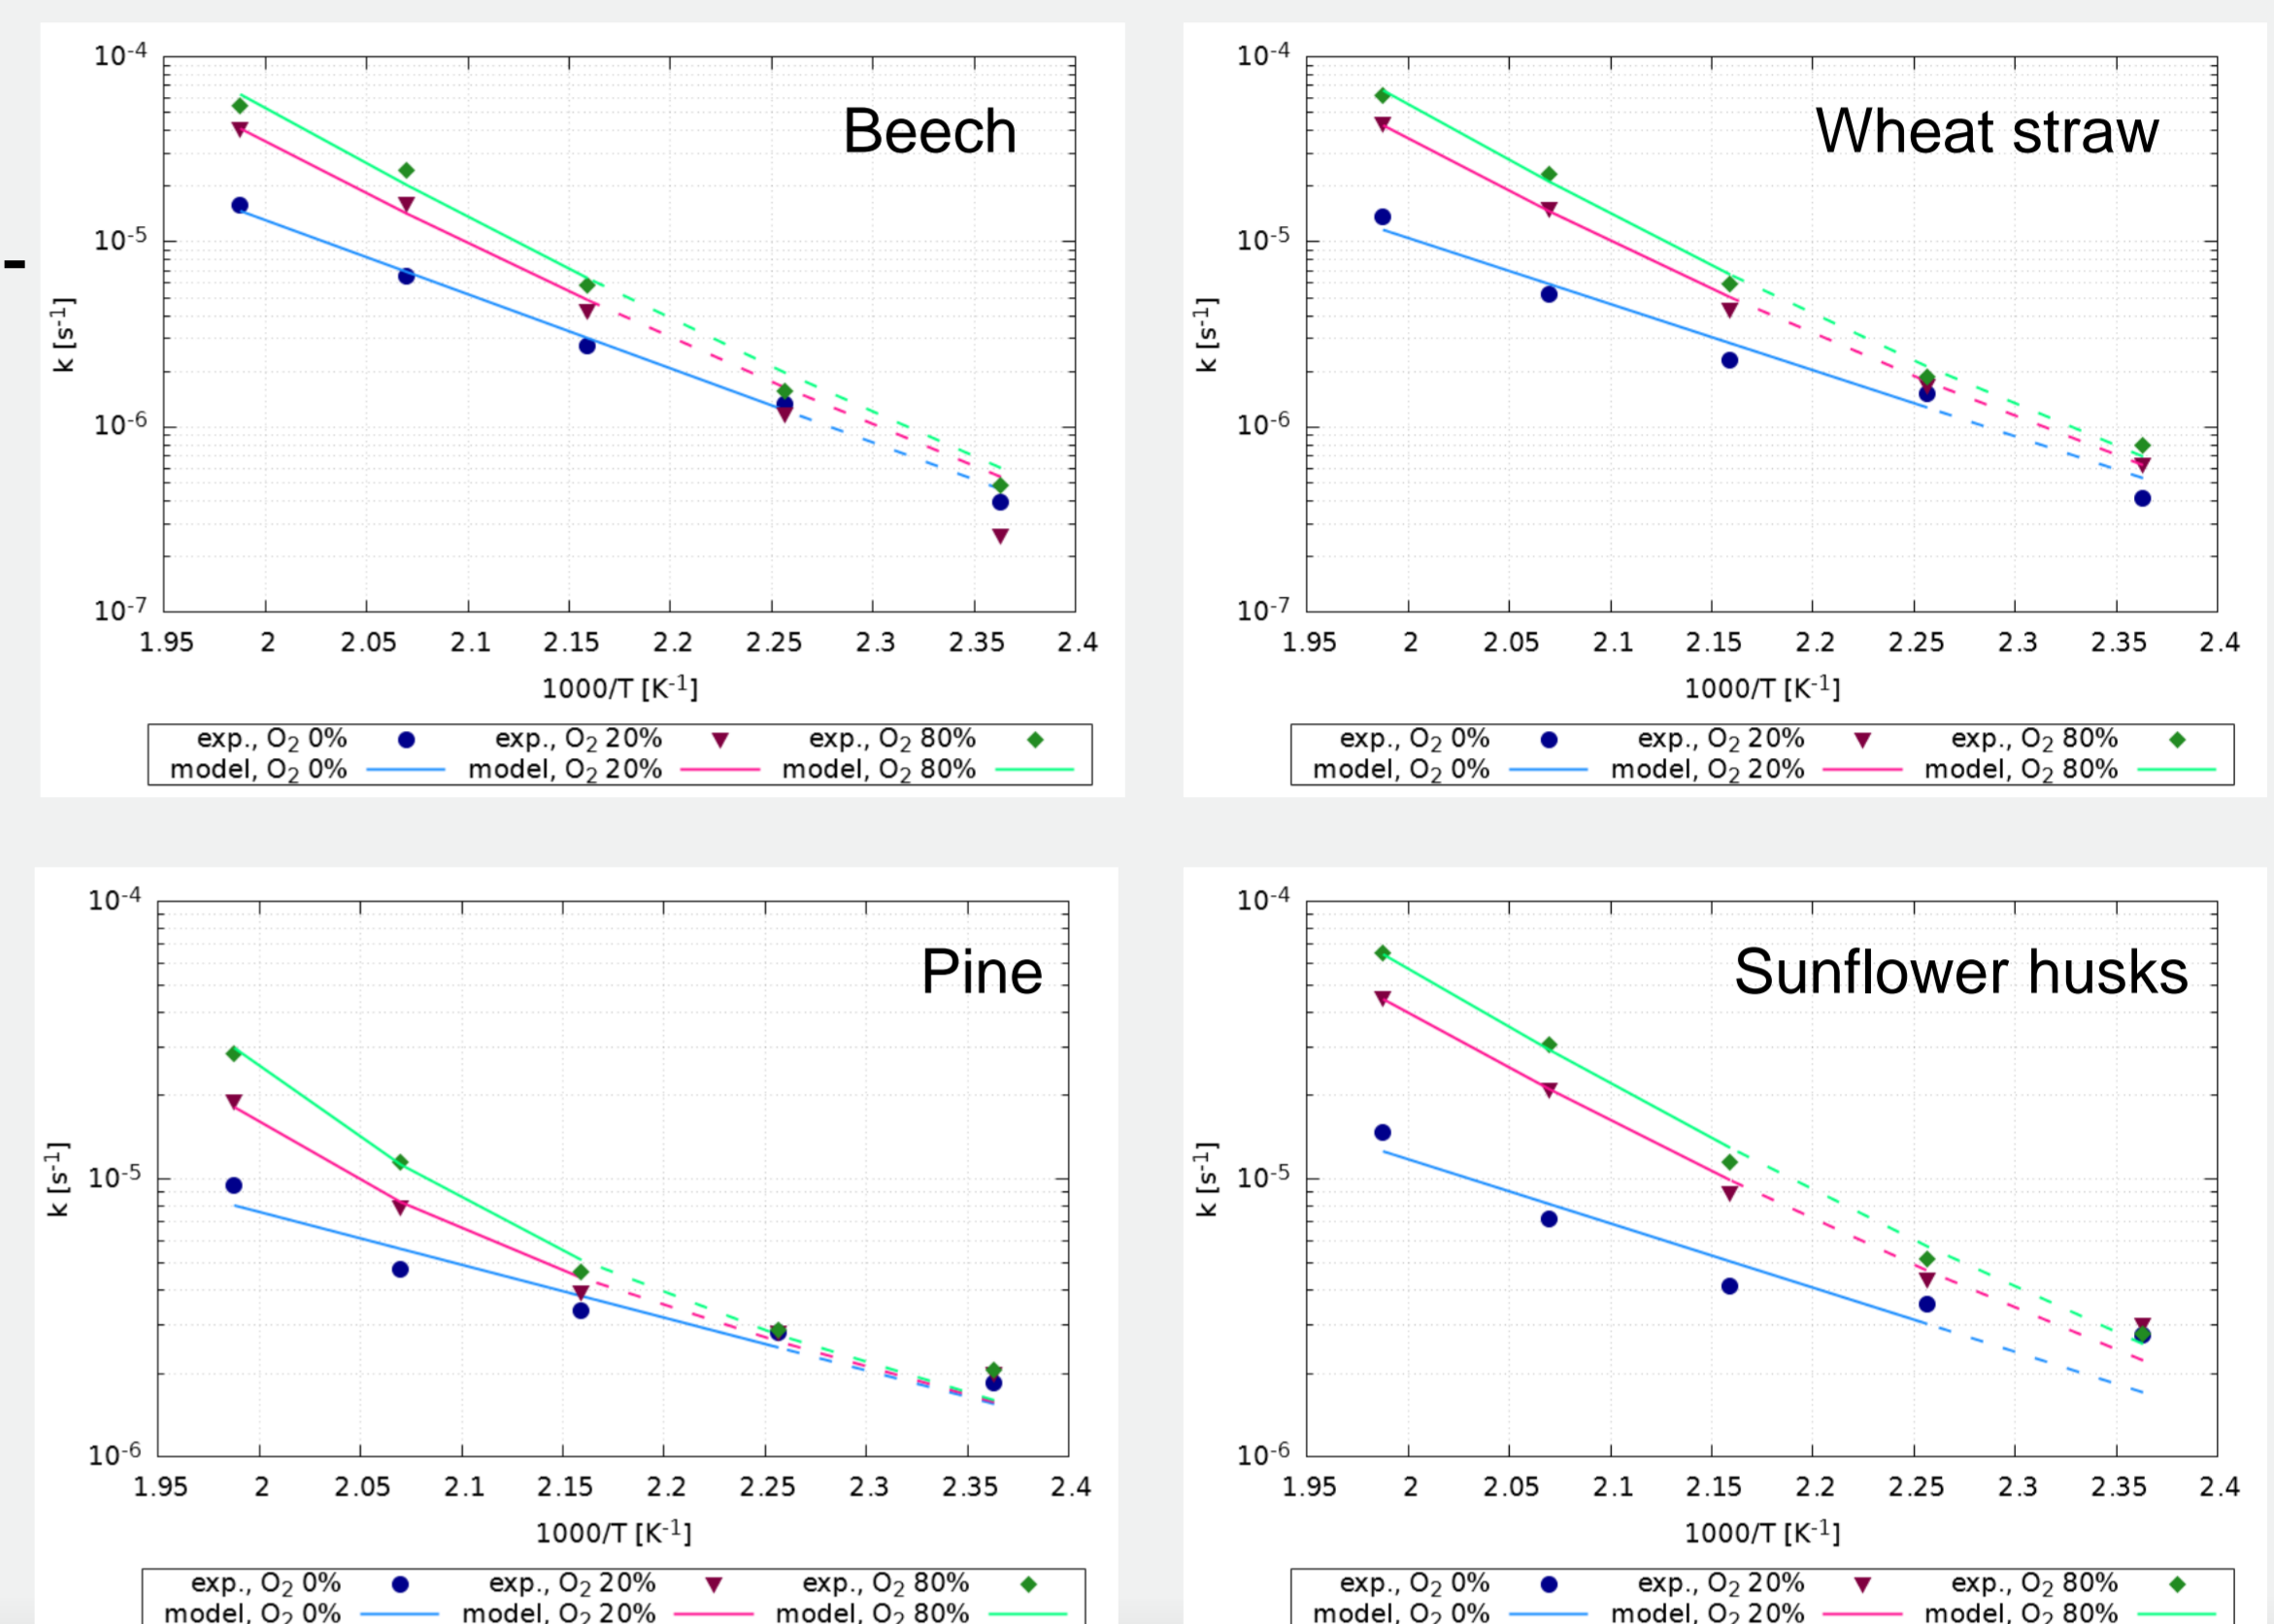 -
Beech
10-4
10-5
10-6
10-7
k [s-1]
1.95 2 2.05 2.1 2.15 2.2 2.25 2.3 2.35 2.4
1000/T [K-1]
exp., O2 0% exp., O2 20% exp., O2 80%
model, O2 0% model, O2 20% model, O2 80%
Wheat straw
10-4
10-5
10-6
10-7
k [s-1]
1.95 2 2.05 2.1 2.15 2.2 2.25 2.3 2.35 2.4
1000/T [K-1]
exp., O2 0% exp., O2 20% exp., O2 80%
model, O2 0% model, O2 20% model, O2 80%
Pine
10-4
10-5
10-6
k [s-1]
1.95 2 2.05 2.1 2.15 2.2 2.25 2.3 2.35 2.4
1000/T [K-1]
exp., O2 0% exp., O2 20% exp., O2 80%
model, O2 0% model, O2 20% model, O2 80%
Sunflower husks
10-4
10-5
10-6
k [s-1]
1.95 2 2.05 2.1 2.15 2.2 2.25 2.3 2.35 2.4
1000/T [K-1]
exp., O2 0% exp., O2 20% exp., O2 80%
model, O2 0% model, O2 20% model, O2 80%